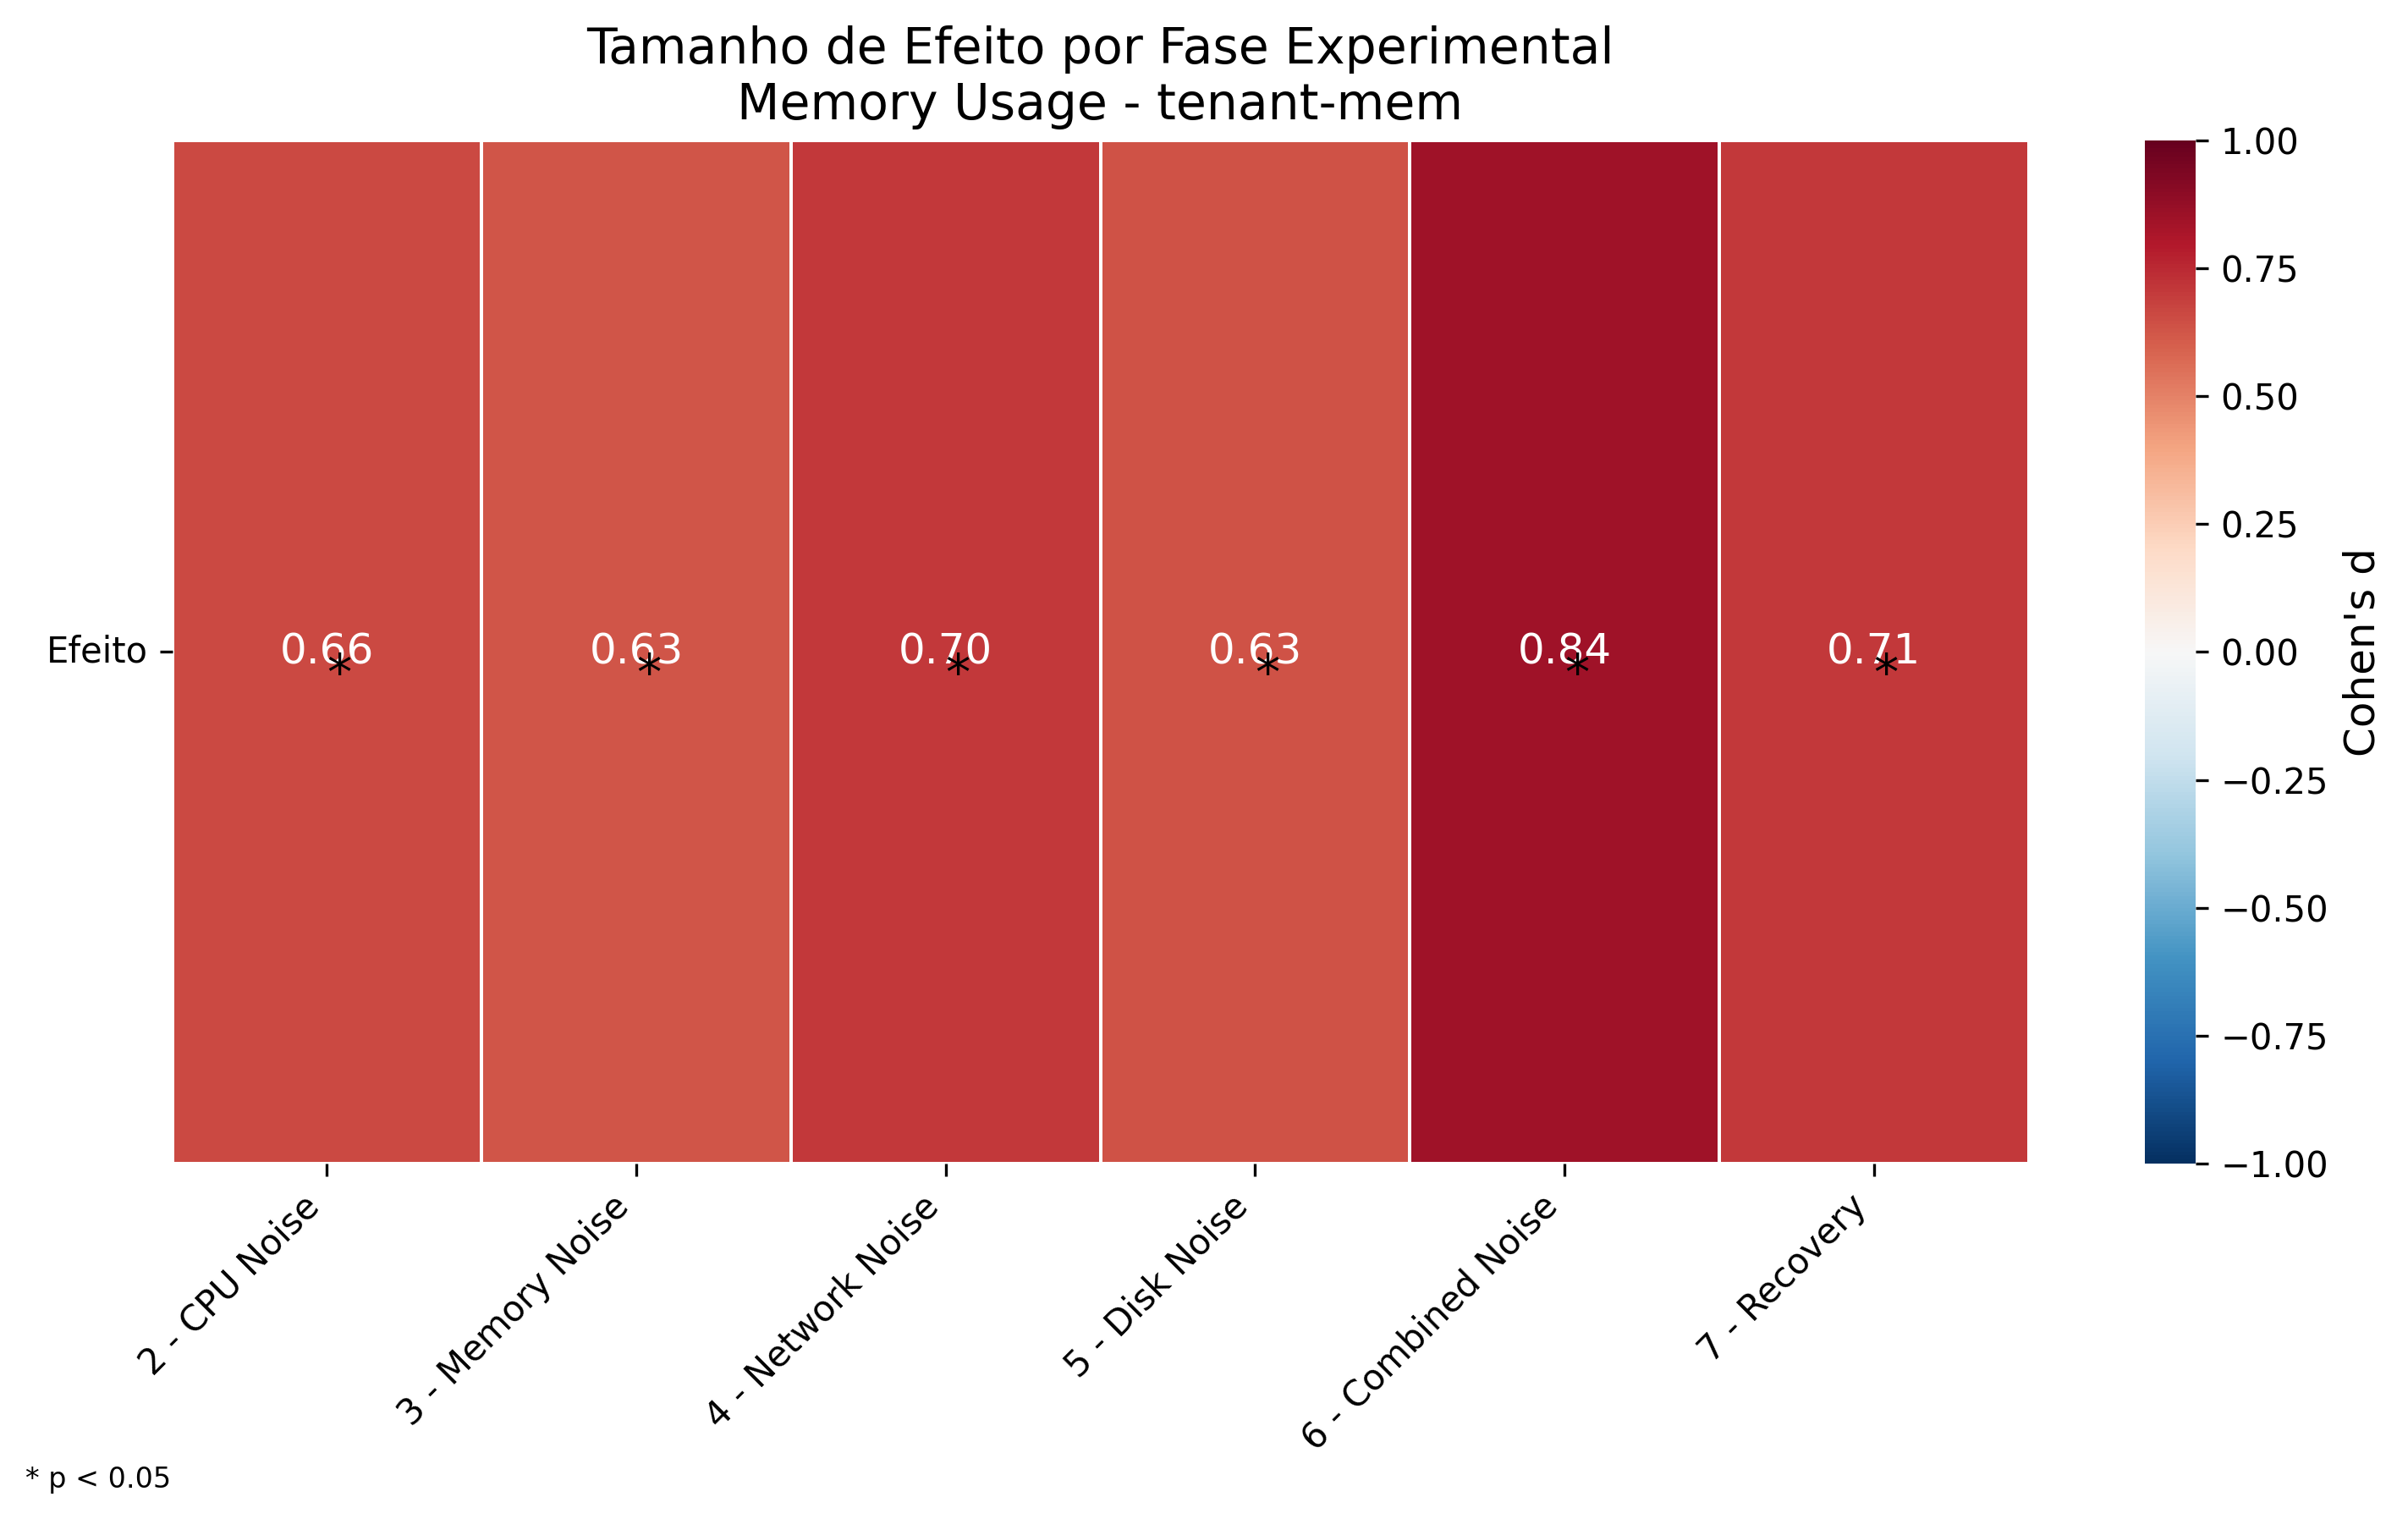 Tamanho de Efeito por Fase Experimental
Memory Usage - tenant-mem
Efeito
0.66 0.63 0.70 0.63 0.84 0.71
* * * * * *
2 - CPU Noise
3 - Memory Noise
4 - Network Noise
5 - Disk Noise
6 - Combined Noise
7 - Recovery
1.00
0.75
0.50
0.25
0.00
−0.25
−0.50
−0.75
−1.00
Cohen's d
* p < 0.05